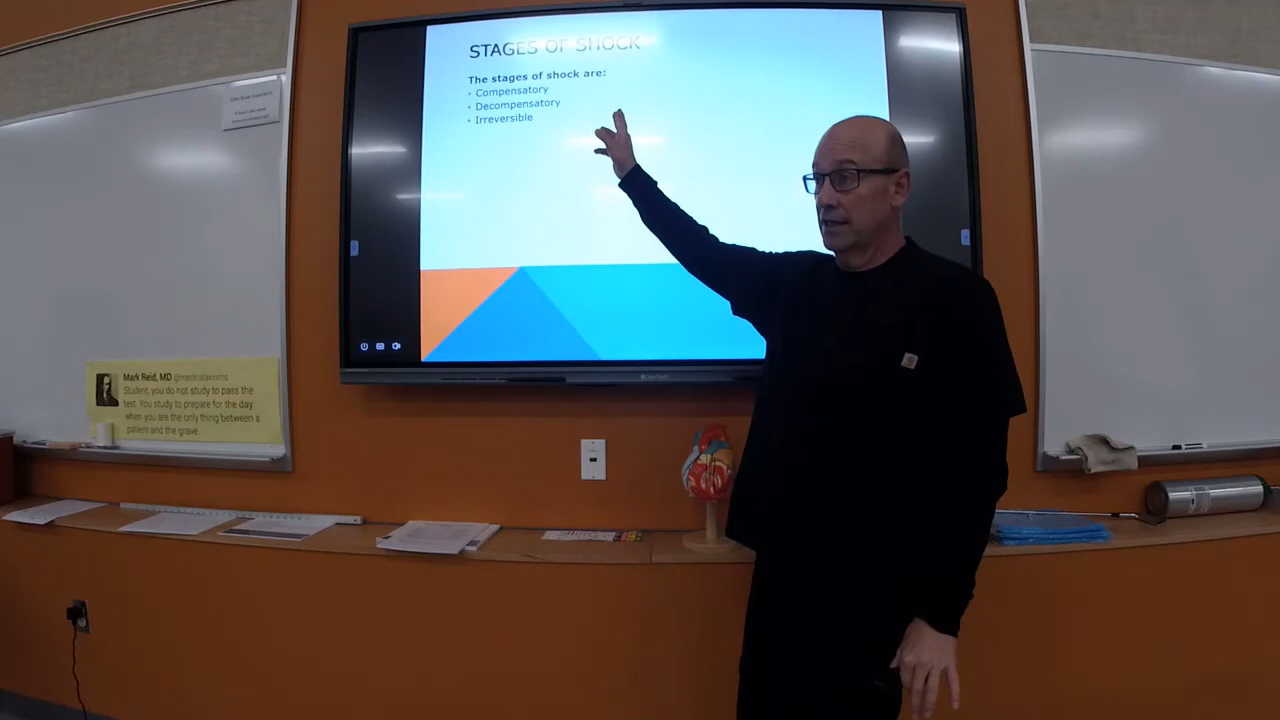 STAGES OF SHOCK
The stages of shock are:
• Compensatory
• Decompensatory
• Irreversible
Mark Reid, MD @medicalaxioms
Student, you do not study to pass the
test. You study to prepare for the day
when you are the only thing between a
patient and the grave.